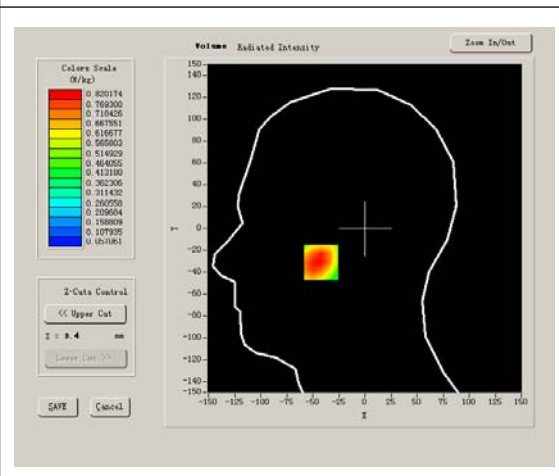 Volume Radiated Intensity
Zoom In/Out
Colors Scale
(W/kg)
0.820174
0.769300
0.718426
0.667551
0.616677
0.565803
0.514929
0.464055
0.413180
0.362306
0.311432
0.260558
0.209684
0.158809
0.107935
0.057061
150
140
120
100
80
60
40
20
0
-20
-40
-60
-80
-100
-120
-140
-150
Y
-150 -125 -100 -75 -50 -25 0 25 50 75 100 125 150
X
Z-Cuts Control
<< Upper Cut
Z = 0.4 mm
Lower Cut >>
SAVE
Cancel